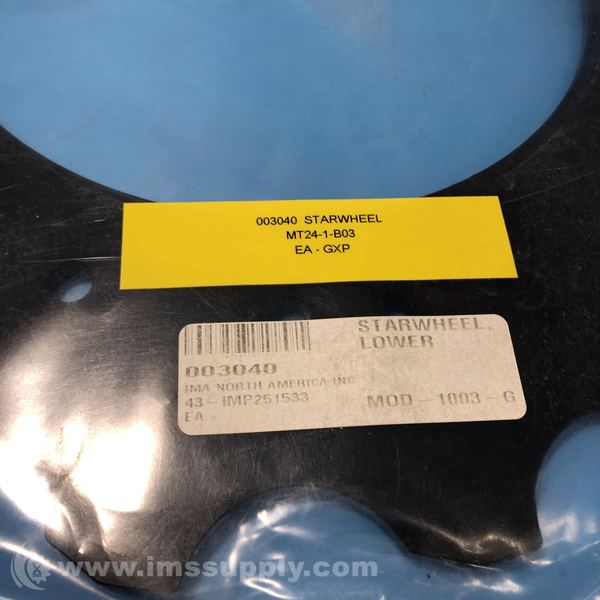 003040 STARWHEEL
MT24-1-B03
EA - GXP
STARWHEEL,
LOWER
003040
IMA NORTH AMERICA INC
43 - IMP251533
EA
MOD - 1003 - G
www.imssupply.com